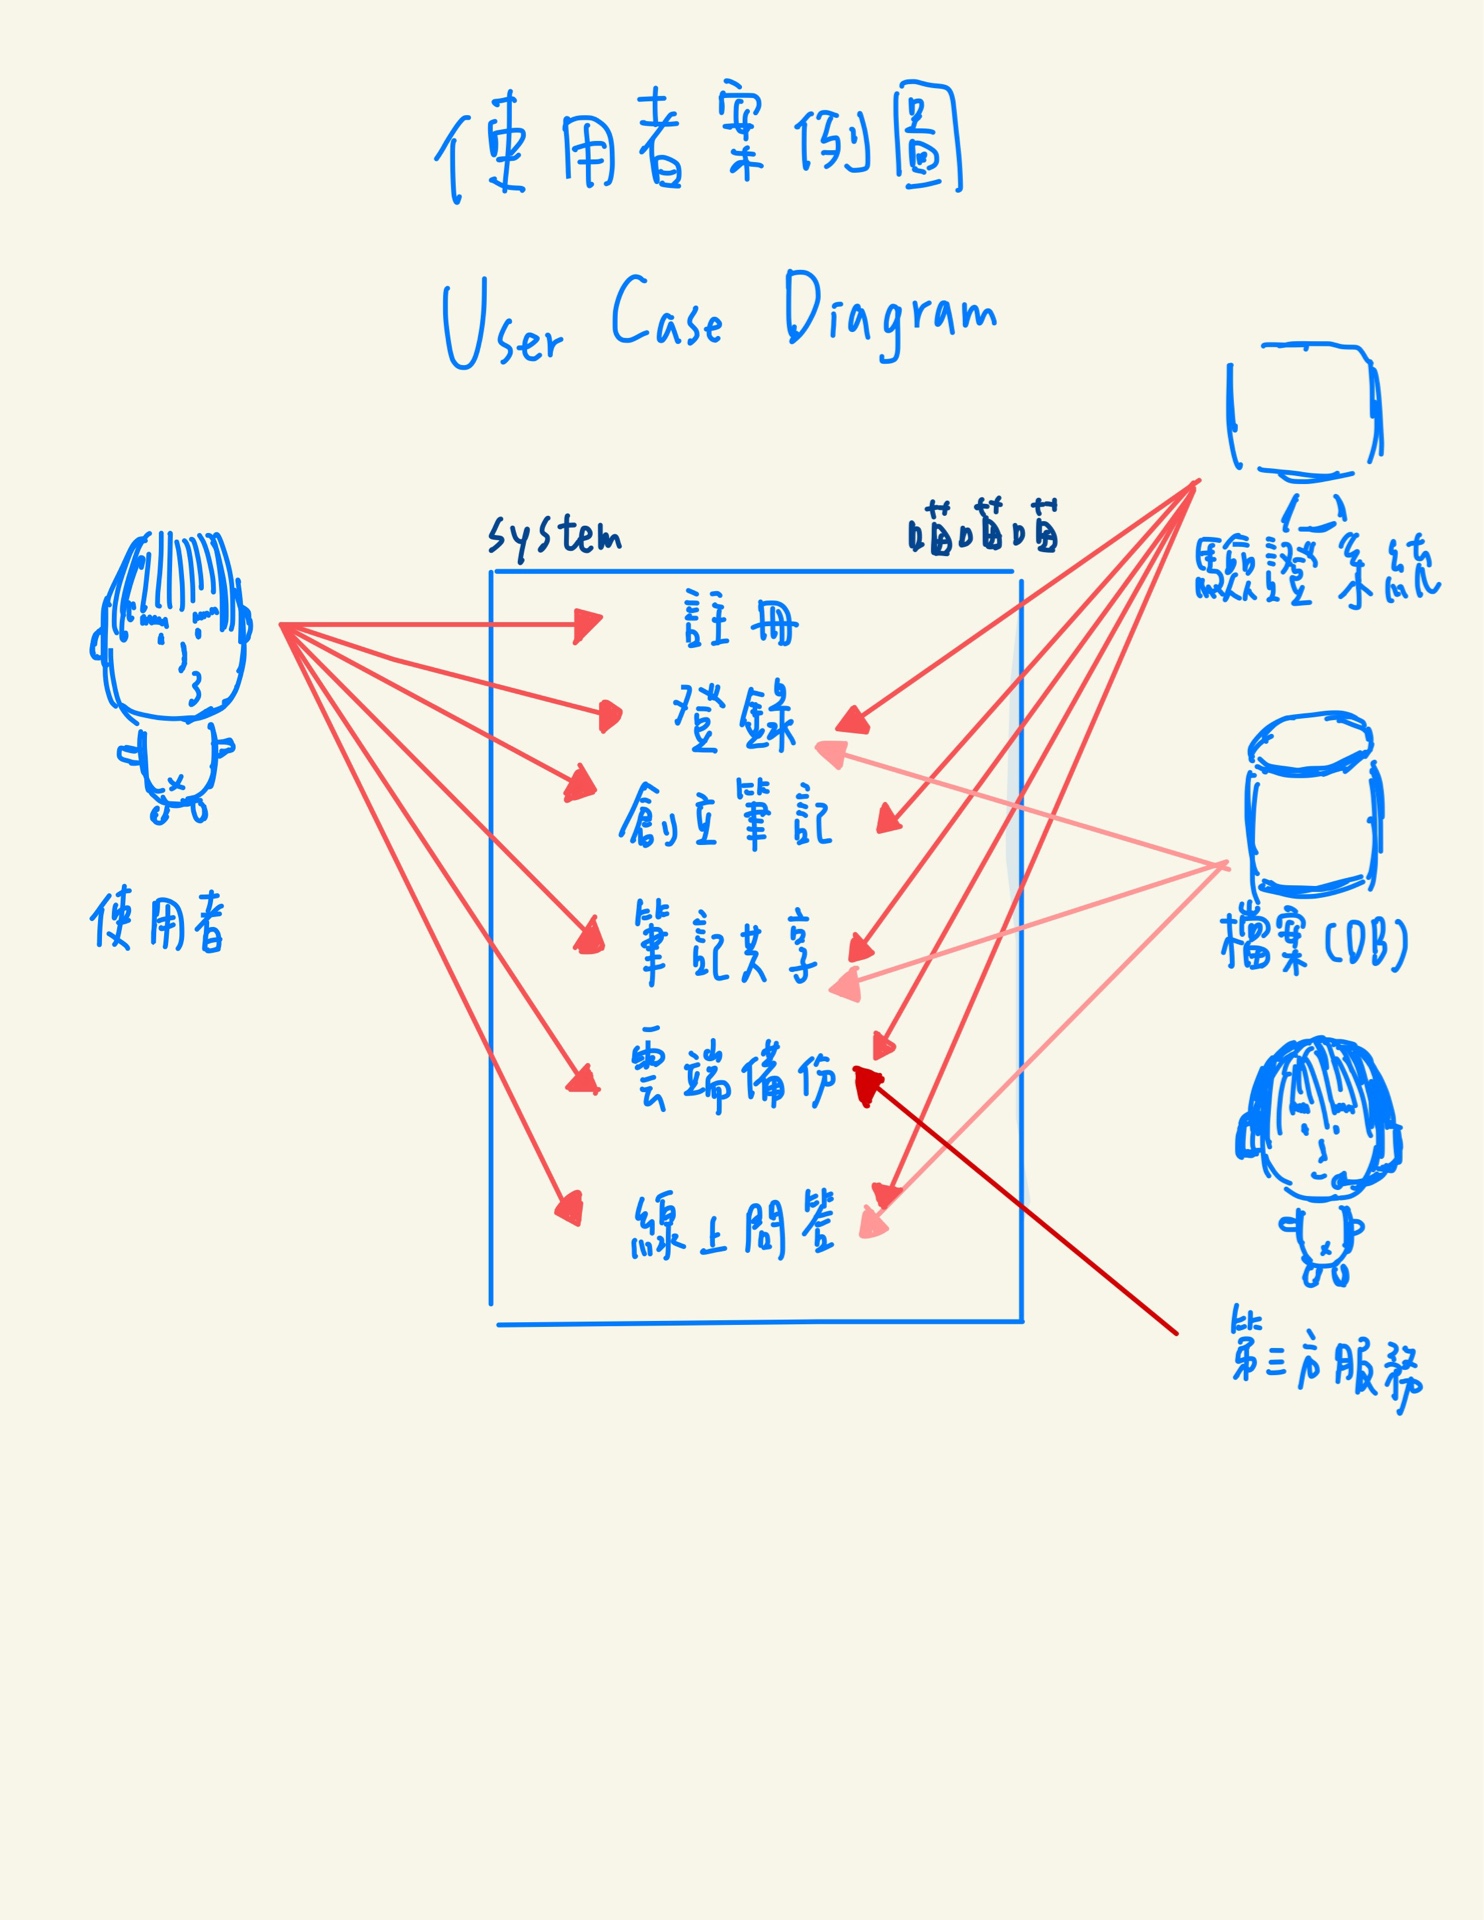 使用者案例圖
User Case Diagram
system
喵喵喵
驗證系統
註冊
登錄
創立筆記
使用者
筆記共享
檔案(DB)
雲端備份
線上問答
第三方服務